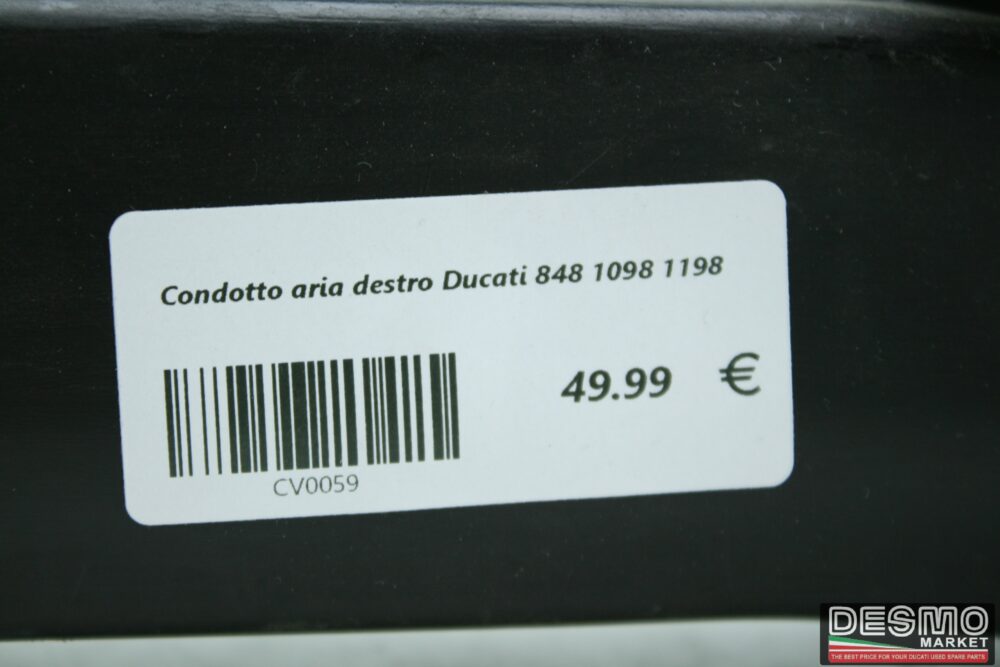 Condotto aria destro Ducati 848 1098 1198
49.99 €
CV0059
DESMO
MARKET
THE BEST PRICE FOR YOUR DUCATI USED SPARE PARTS